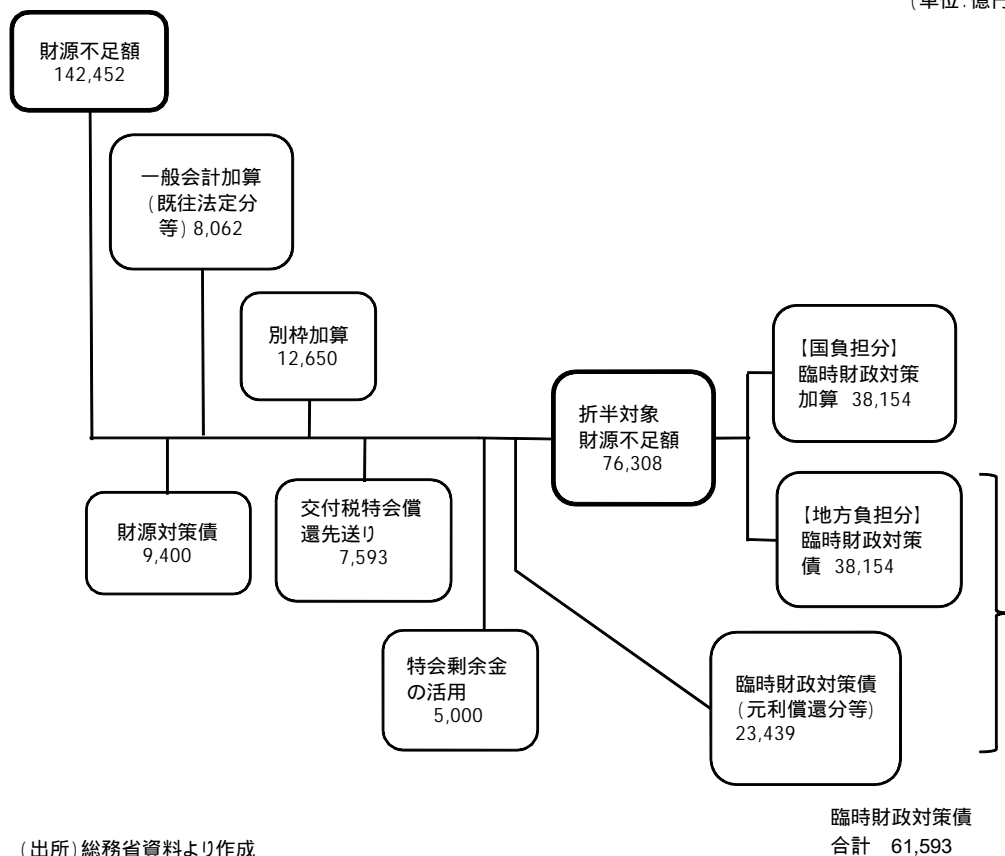 (単位:億円
財源不足額
142,452
一般会計加算
(既往法定分
等) 8,062
別枠加算
12,650
【国負担分】
臨時財政対策
加算 38,154
折半対象
財源不足額
76,308
財源対策債
9,400
交付税特会償
還先送り
7,593
【地方負担分】
臨時財政対策
債 38,154
特会剰余金
の活用
5,000
臨時財政対策債
(元利償還分等)
23,439
臨時財政対策債
合計 61,593
(出所)総務省資料より作成